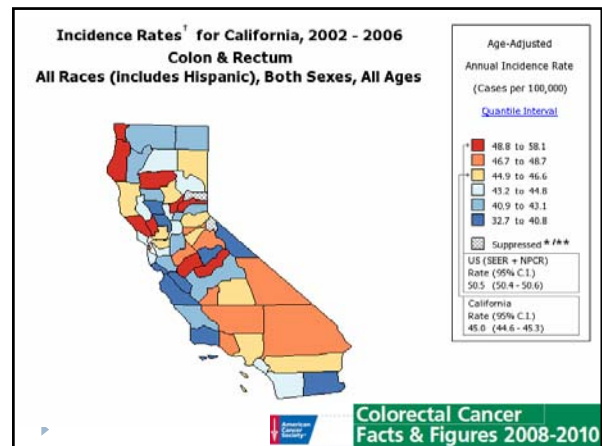 Incidence Rates† for California, 2002 - 2006
Colon & Rectum
All Races (includes Hispanic), Both Sexes, All Ages
Age-Adjusted
Annual Incidence Rate
(Cases per 100,000)
Quantile Interval
48.8 to 58.1
46.7 to 48.7
44.9 to 46.6
43.2 to 44.8
40.9 to 43.1
32.7 to 40.8
Suppressed */**
US (SEER + NPCR)
Rate (95% C.I.)
50.5 (50.4 - 50.6)
California
Rate (95% C.I.)
45.0 (44.6 - 45.3)
American
Cancer
Society®
Colorectal Cancer
Facts & Figures 2008-2010